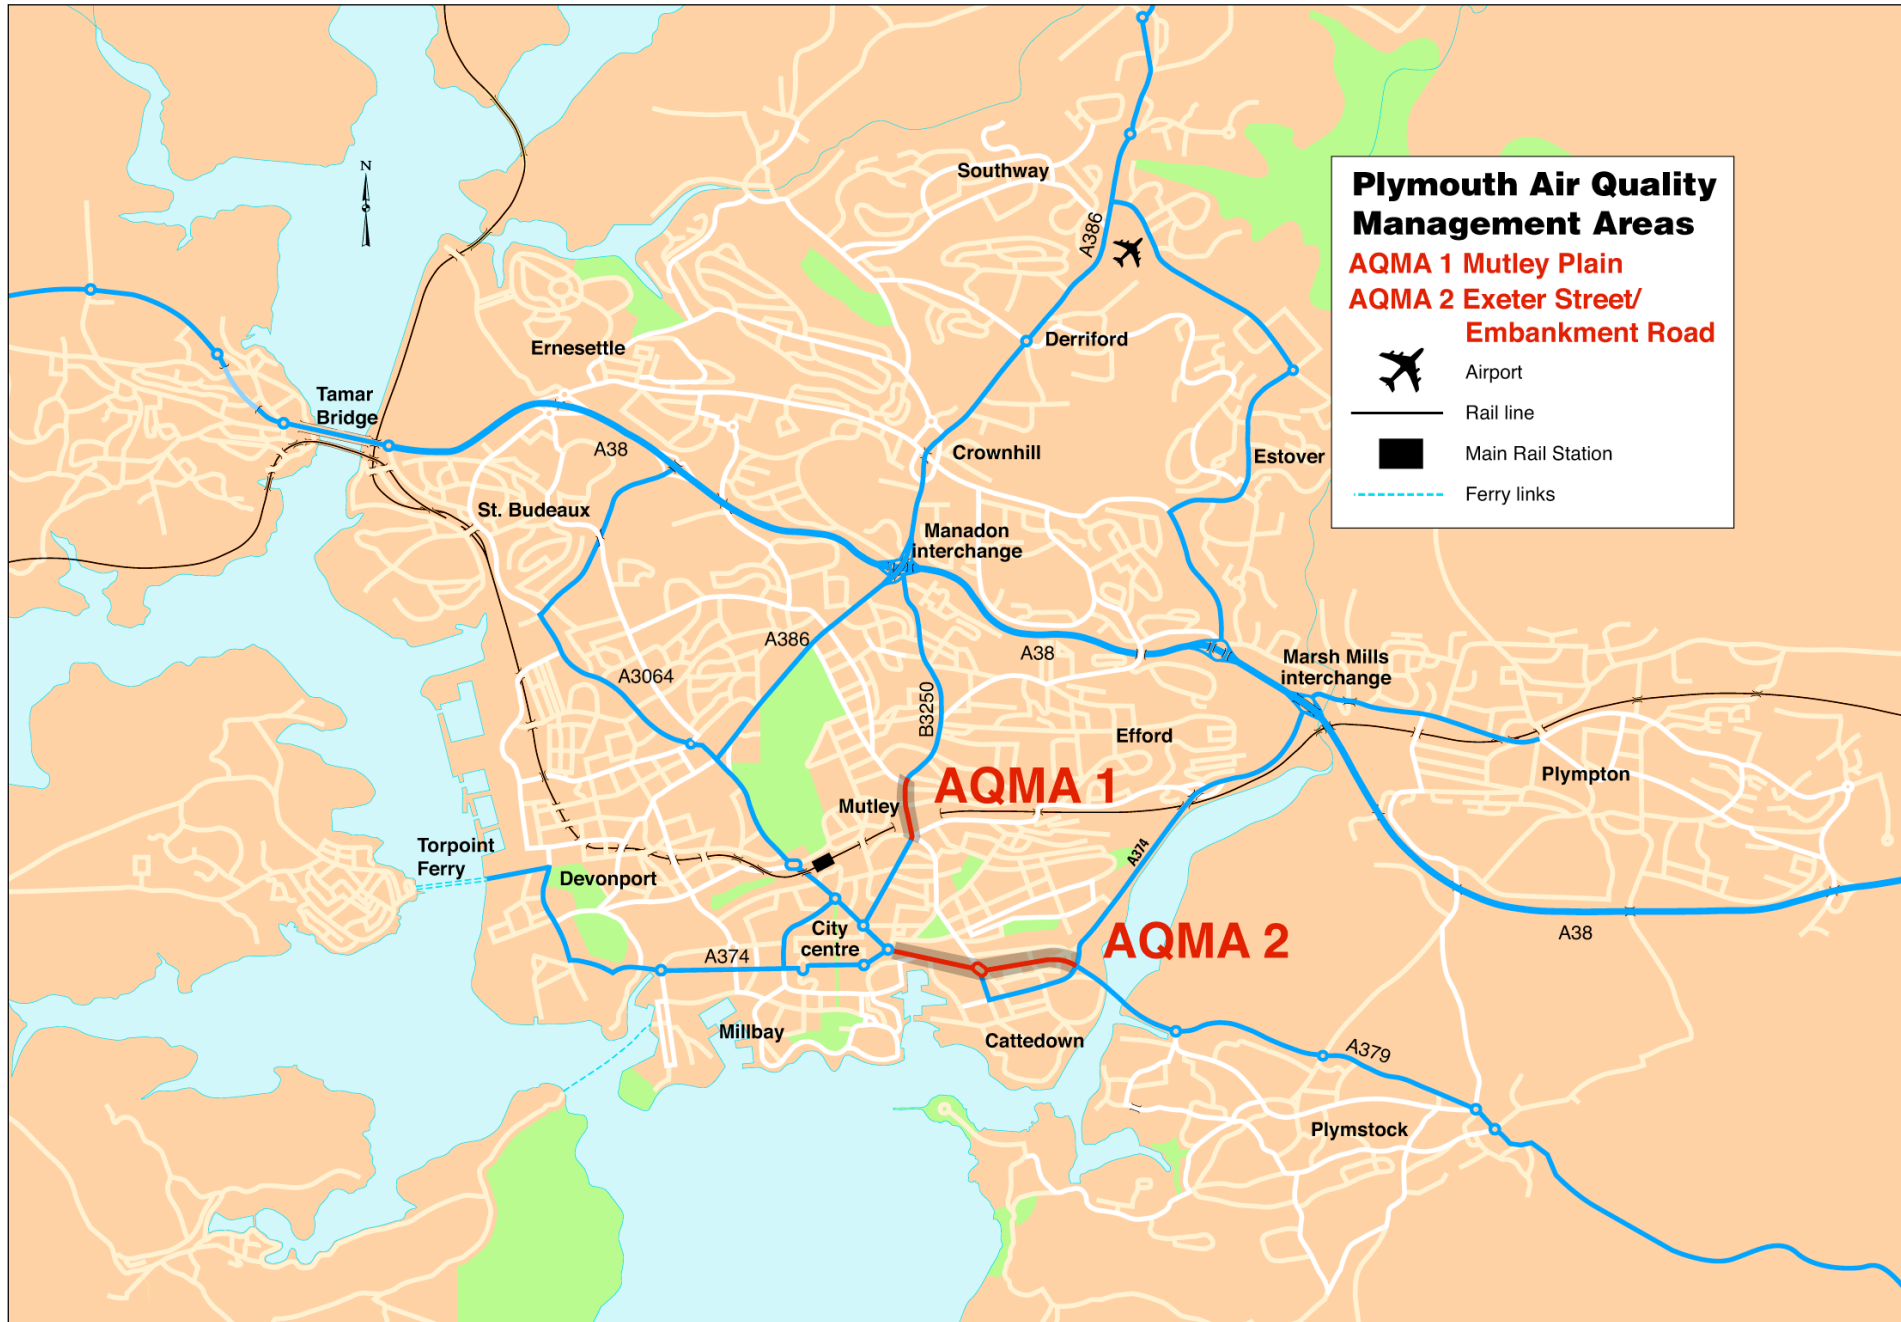 N
Southway
A386
Plymouth Air Quality
Management Areas
AQMA 1 Mutley Plain
AQMA 2 Exeter Street/
Embankment Road
Airport
Rail line
Main Rail Station
Ferry links
Ernesettle
Derriford
Tamar
Bridge
A38
Crownhill
Estover
St. Budeaux
Manadon
interchange
A386
A38
A3064
B3250
Marsh Mills
interchange
Efford
Plympton
AQMA 1
Mutley
Torpoint
Ferry
Devonport
A374
City
centre
A374
AQMA 2
A38
Millbay
Cattedown
A379
Plymstock